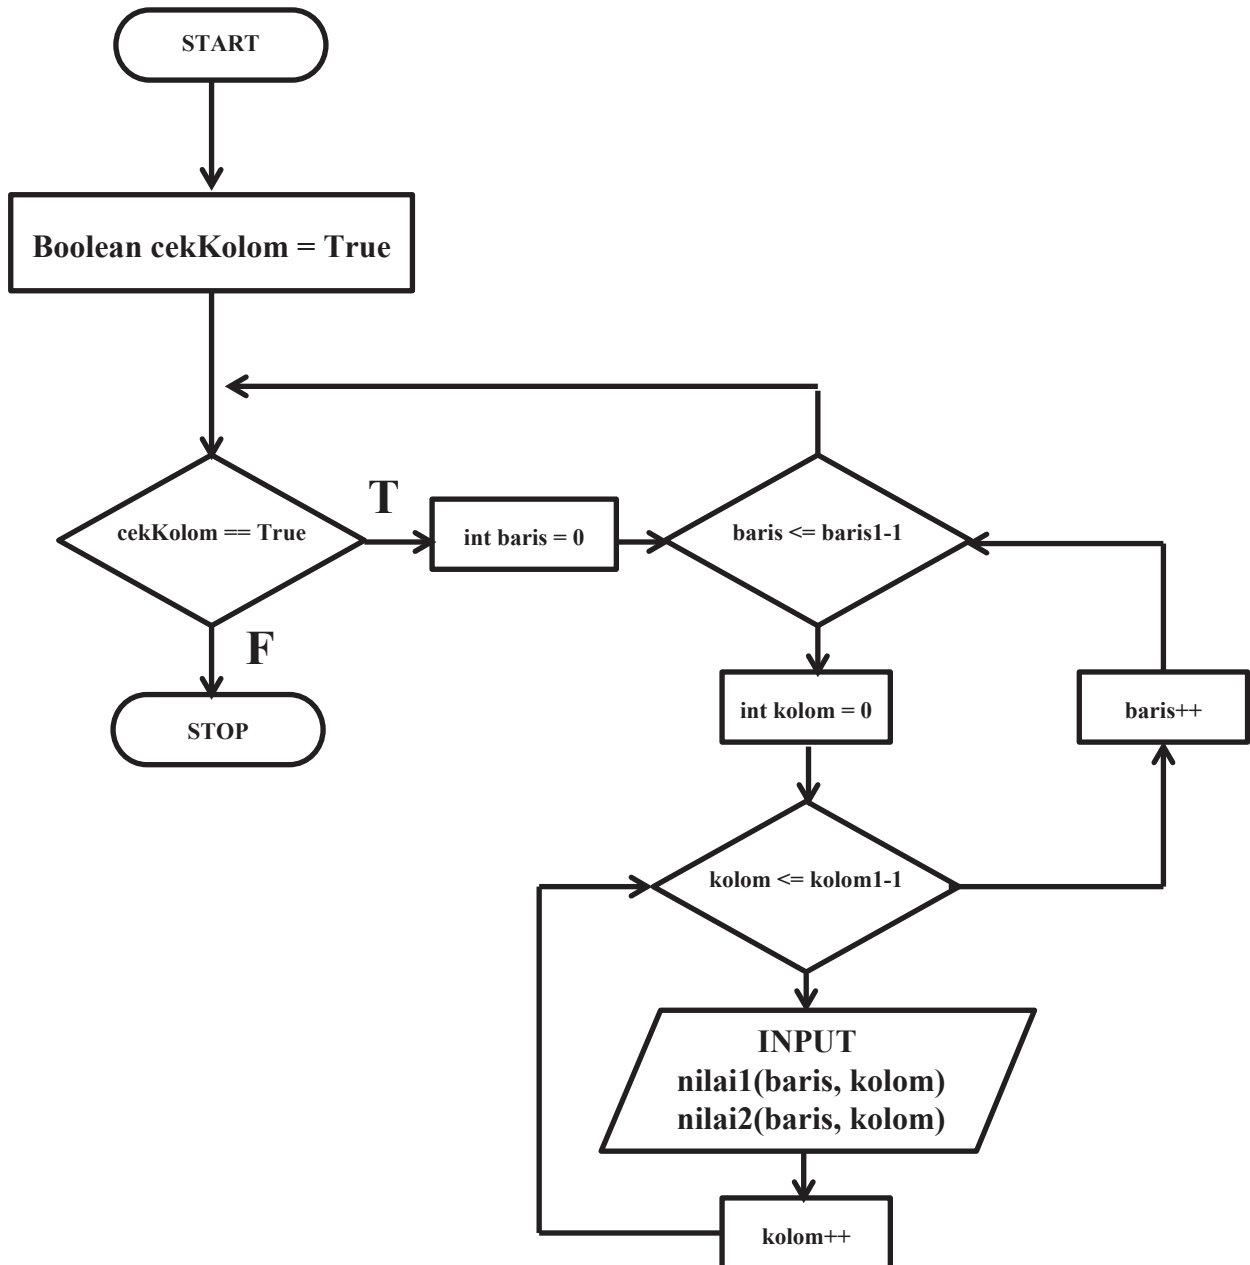 START
Boolean cekKolom = True
cekKolom == True
T
int baris = 0
baris <= baris1-1
F
STOP
int kolom = 0
baris++
kolom <= kolom1-1
INPUT
nilai1(baris, kolom)
nilai2(baris, kolom)
kolom++